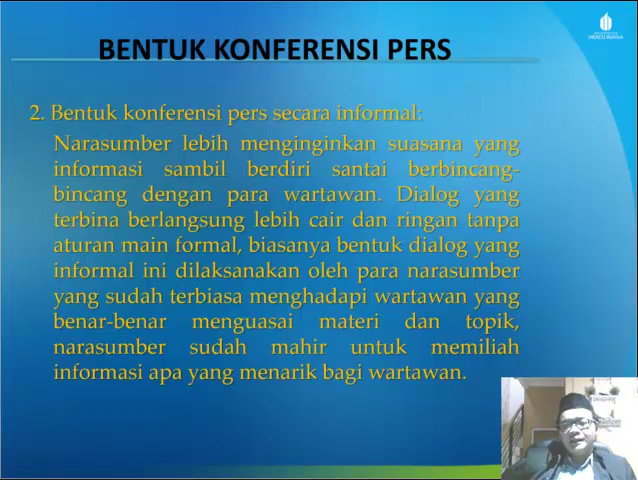 UNIVERSITAS
MERCU BUANA
BENTUK KONFERENSI PERS
2. Bentuk konferensi pers secara informal:
Narasumber lebih menginginkan suasana yang
informasi sambil berdiri santai berbincang-
bincang dengan para wartawan. Dialog yang
terbina berlangsung lebih cair dan ringan tanpa
aturan main formal, biasanya bentuk dialog yang
informal ini dilaksanakan oleh para narasumber
yang sudah terbiasa menghadapi wartawan yang
benar-benar menguasai materi dan topik,
narasumber sudah mahir untuk memiliah
informasi apa yang menarik bagi wartawan.